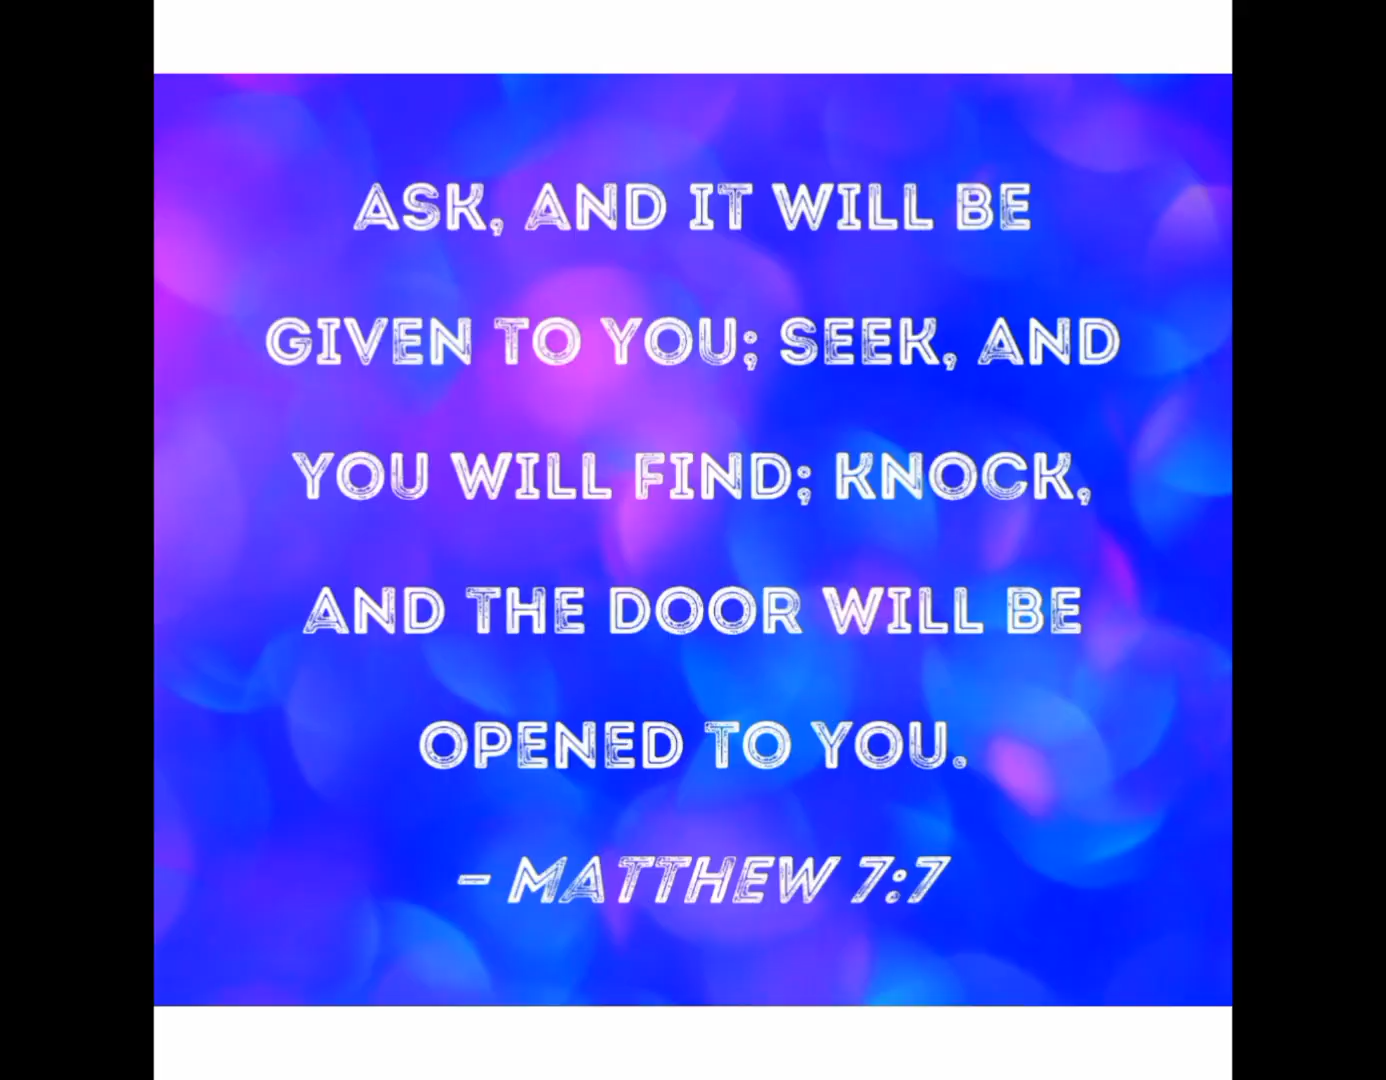 ASK, AND IT WILL BE
GIVEN TO YOU; SEEK, AND
YOU WILL FIND; KNOCK,
AND THE DOOR WILL BE
OPENED TO YOU.
– MATTHEW 7:7